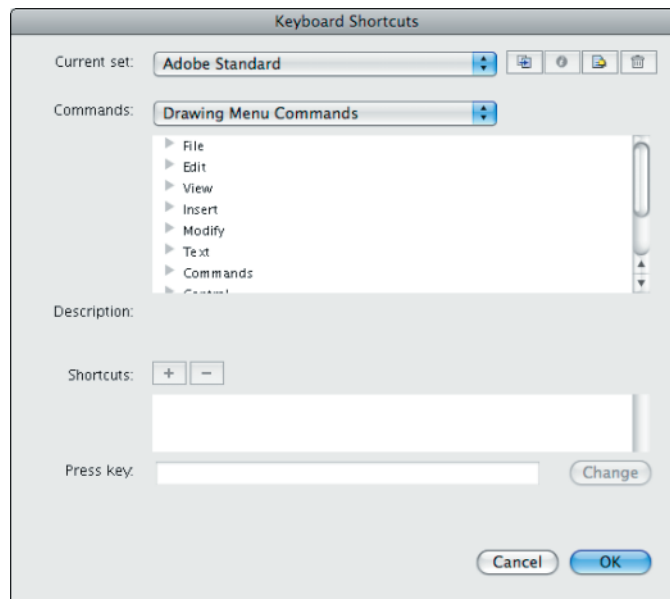 Keyboard Shortcuts
Current set: Adobe Standard
Commands: Drawing Menu Commands
File
Edit
View
Insert
Modify
Text
Commands
Control
Description:
Shortcuts: + −
Press key: Change
Cancel OK